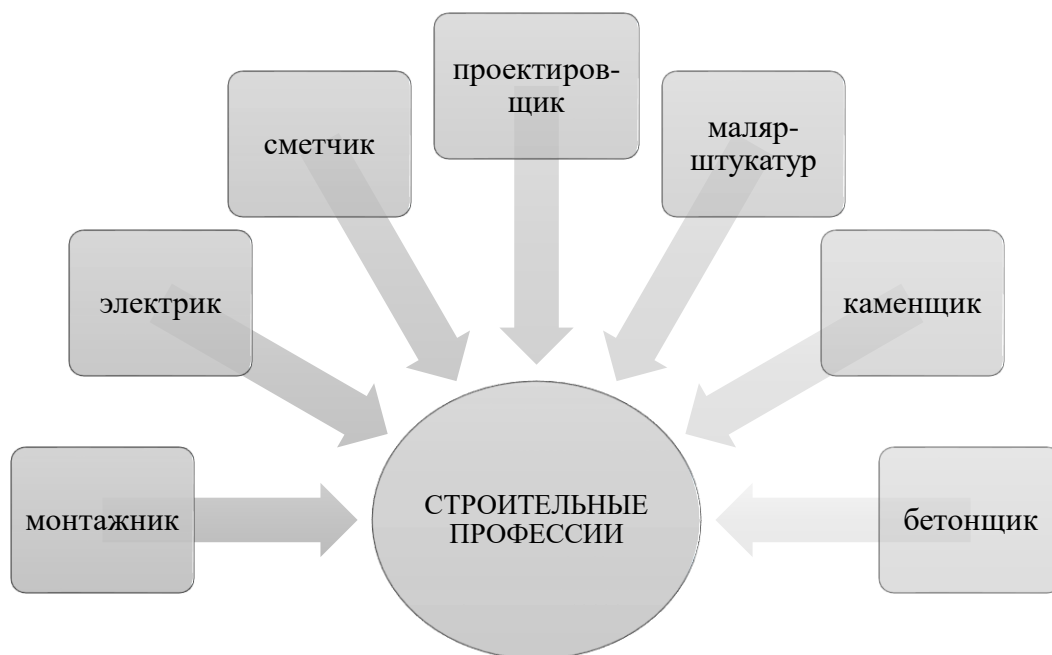 проектиров-
щик
сметчик
маляр-
штукатур
электрик
каменщик
монтажник
СТРОИТЕЛЬНЫЕ
ПРОФЕССИИ
бетонщик